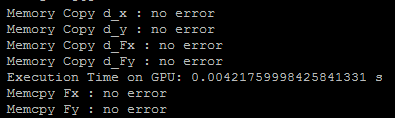 Memory Copy d_x : no error
Memory Copy d_y : no error
Memory Copy d_Fx : no error
Memory Copy d_Fy : no error
Execution Time on GPU: 0.00421759998425841331 s
Memcpy Fx : no error
Memcpy Fy : no error